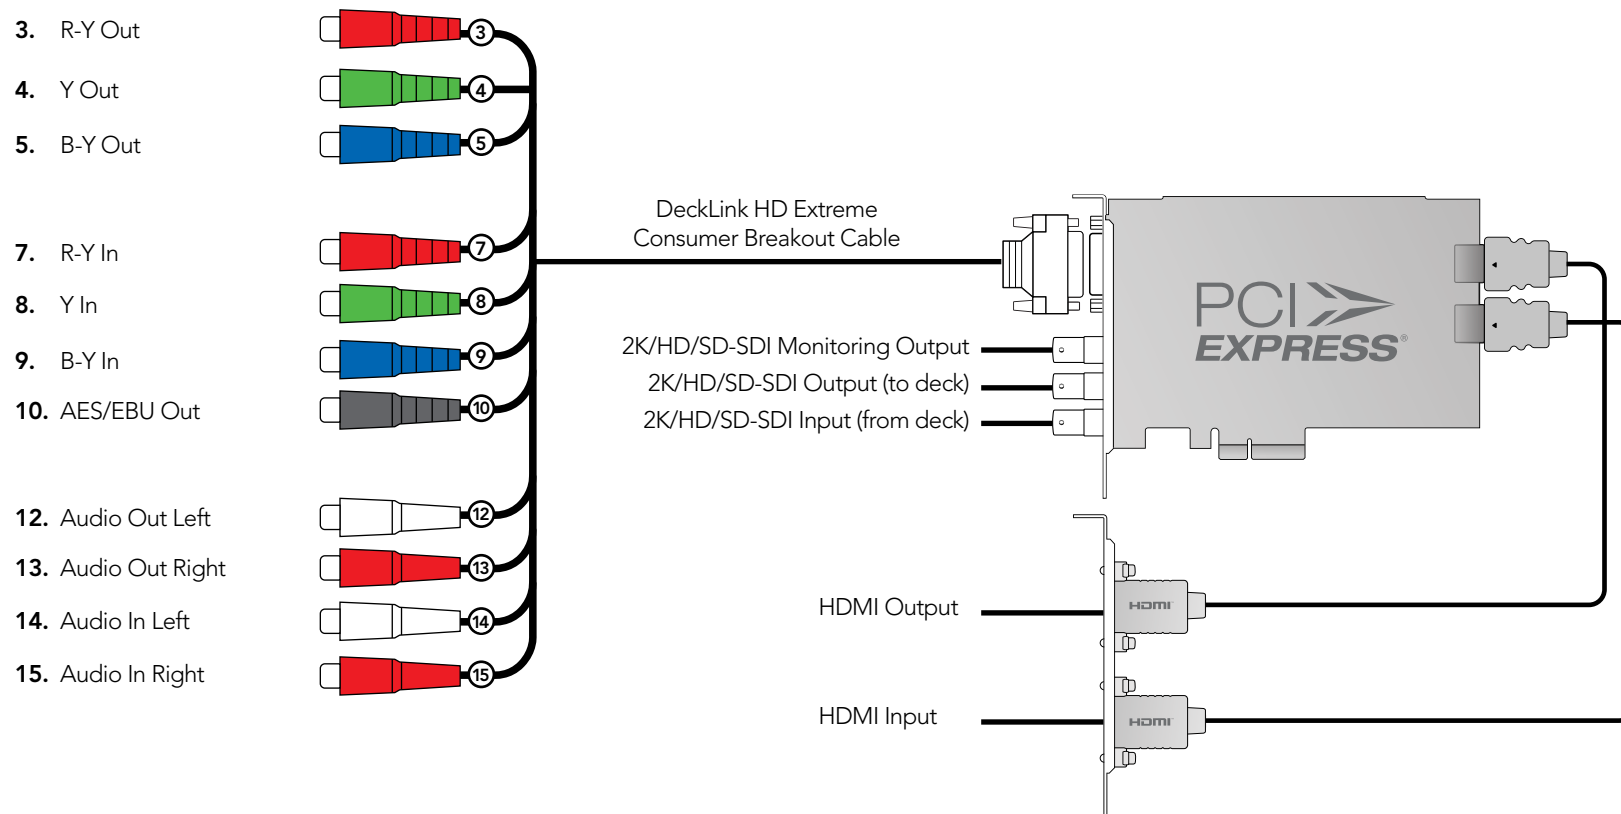 3. R-Y Out
3
4. Y Out
4
5. B-Y Out
5
7. R-Y In
7
8. Y In
8
9. B-Y In
9
10. AES/EBU Out
10
12. Audio Out Left
12
13. Audio Out Right
13
14. Audio In Left
14
15. Audio In Right
15
DeckLink HD Extreme
Consumer Breakout Cable
2K/HD/SD-SDI Monitoring Output
2K/HD/SD-SDI Output (to deck)
2K/HD/SD-SDI Input (from deck)
PCI
EXPRESS®
HDMI Output
HDMI
HDMI Input
HDMI